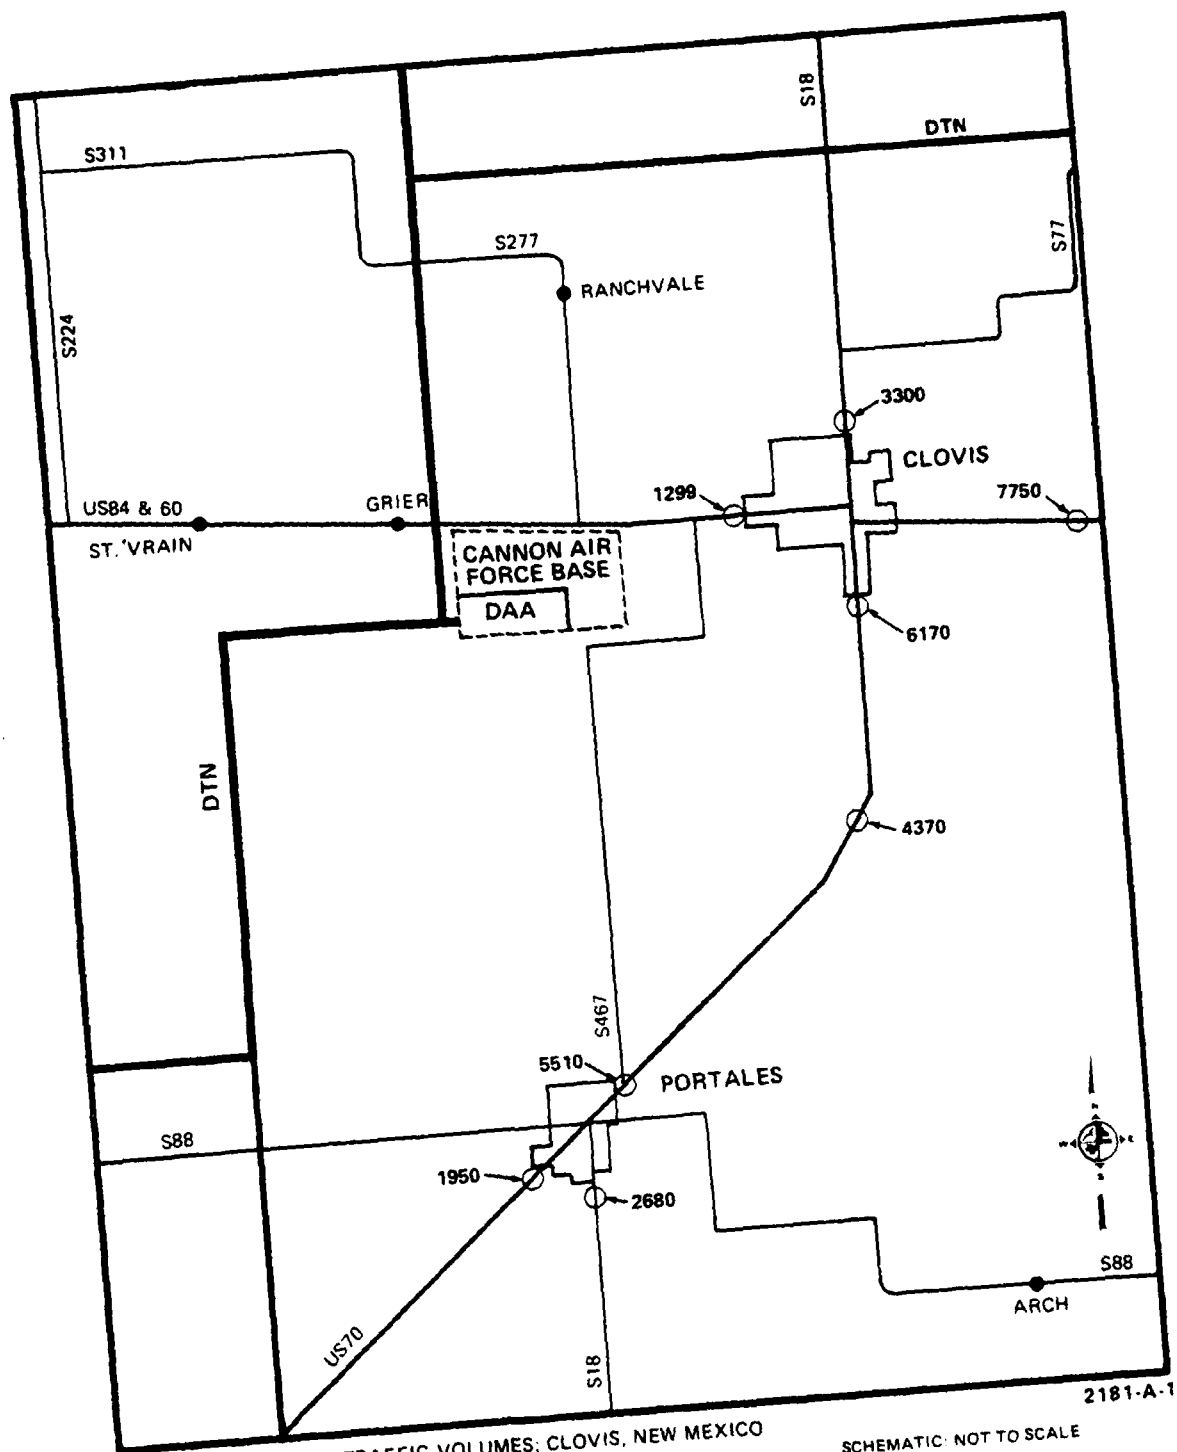 S18
DTN
S311
S277
S77
RANCHVALE
S224
3300
CLOVIS
1299
7750
US84 & 60
GRIER
ST. VRAIN
CANNON AIR
FORCE BASE
DAA
6170
DTN
4370
S467
5510
PORTALES
S88
1950
2680
W
E
S88
ARCH
US70
S18
2181-A-1
TRAFFIC VOLUMES; CLOVIS, NEW MEXICO
SCHEMATIC: NOT TO SCALE